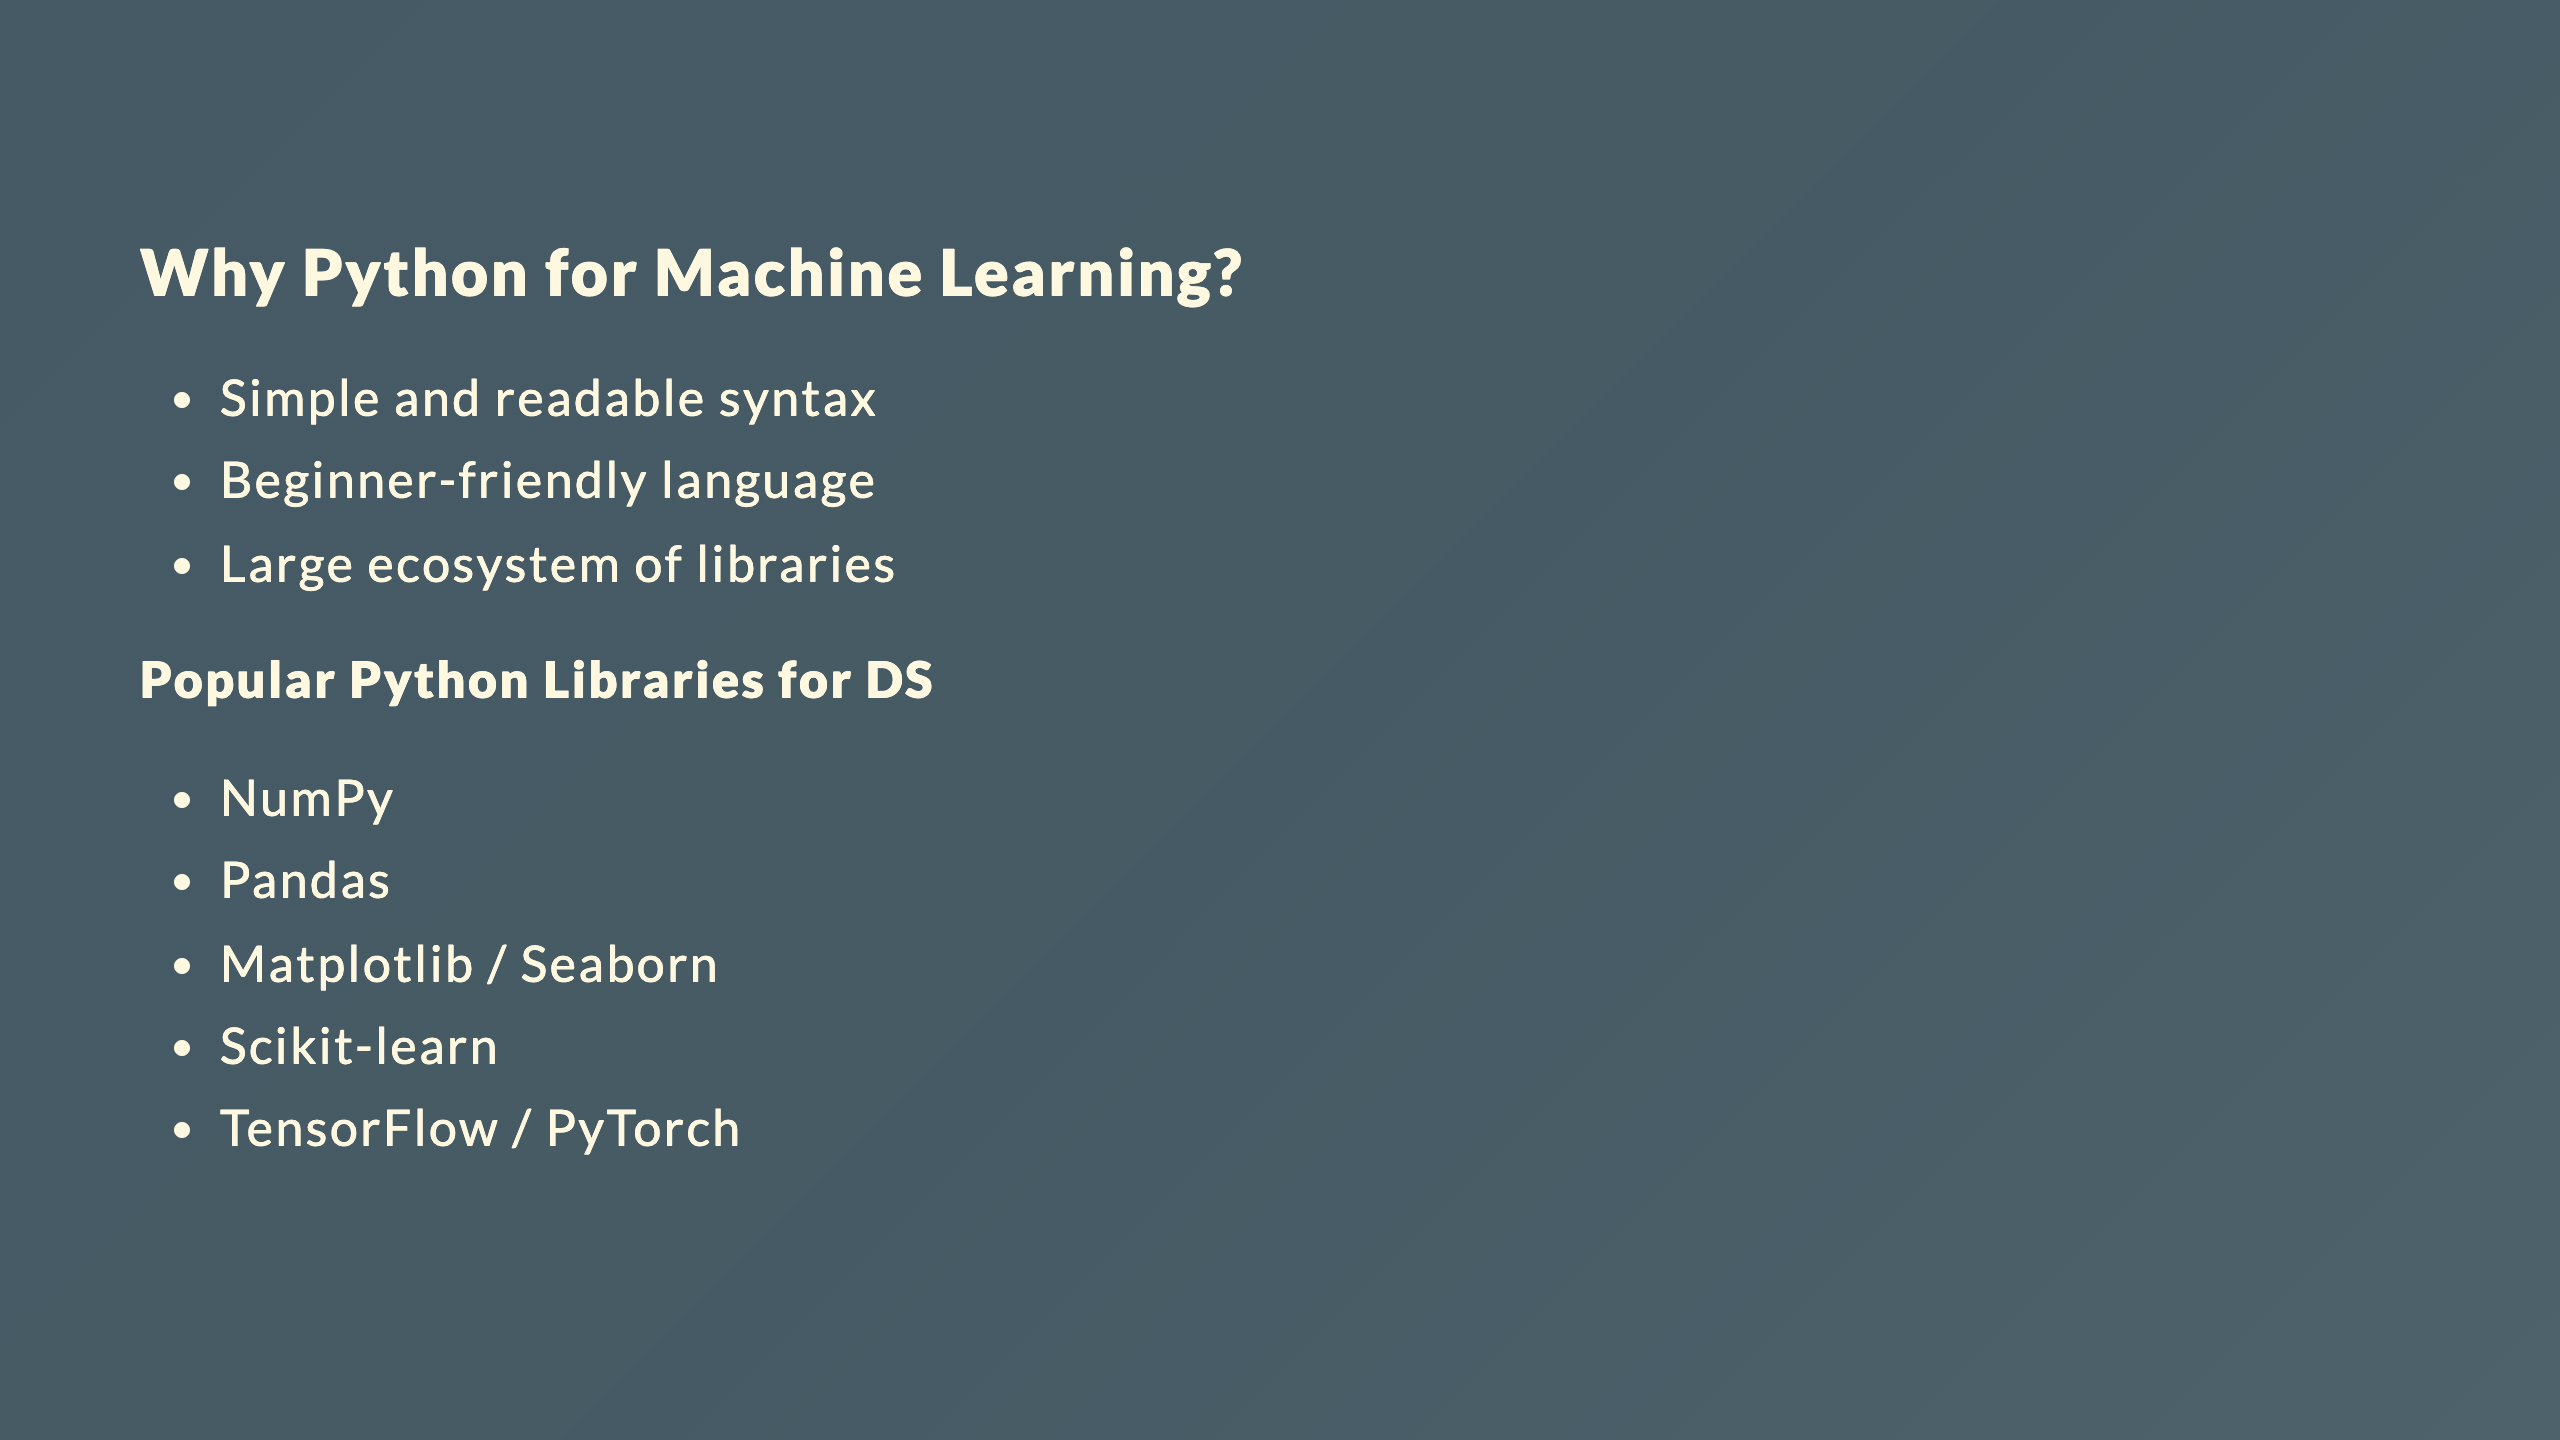 Why Python for Machine Learning?
• Simple and readable syntax
• Beginner-friendly language
• Large ecosystem of libraries
Popular Python Libraries for DS
• NumPy
• Pandas
• Matplotlib / Seaborn
• Scikit-learn
• TensorFlow / PyTorch